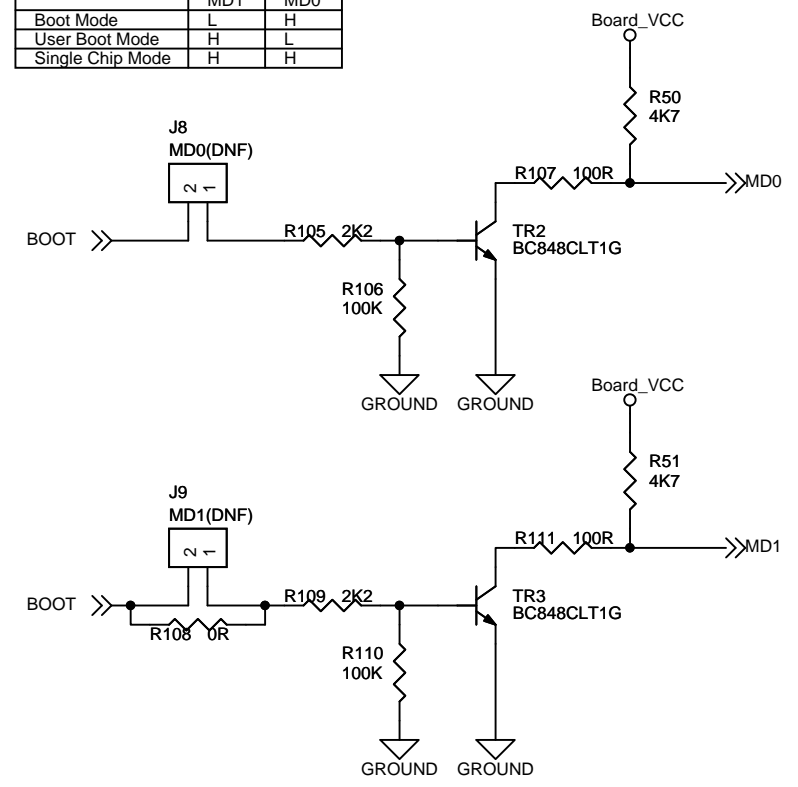 MD1 MD0
Boot Mode L H
User Boot Mode H L
Single Chip Mode H H
Board_VCC
R50
4K7
J8
MD0(DNF)
2 1
R107 100R
MD0
BOOT
R105 2K2
TR2
BC848CLT1G
R106
100K
GROUND GROUND
Board_VCC
R51
4K7
J9
MD1(DNF)
2 1
R111 100R
MD1
BOOT
R109 2K2
TR3
BC848CLT1G
R108 0R
R110
100K
GROUND GROUND